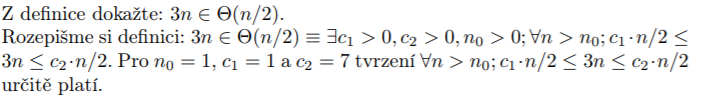 Z definice dokažte: 3n ∈ Θ(n/2).
Rozepišme si definici: 3n ∈ Θ(n/2) ≡ ∃c₁ > 0, c₂ > 0, n₀ > 0; ∀n > n₀; c₁ · n/2 ≤
3n ≤ c₂·n/2. Pro n₀ = 1, c₁ = 1 a c₂ = 7 tvrzení ∀n > n₀; c₁·n/2 ≤ 3n ≤ c₂·n/2
určitě platí.